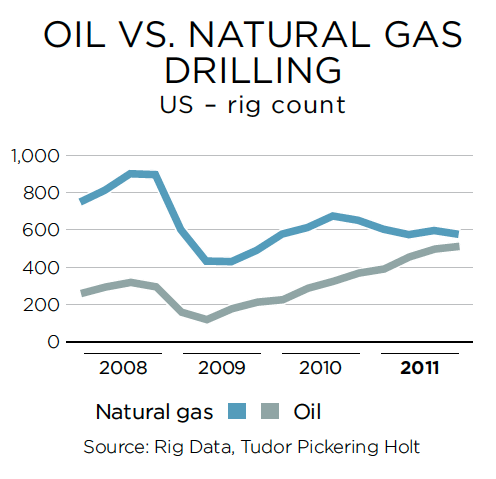 OIL VS. NATURAL GAS
DRILLING
US – rig count
1,000
800
600
400
200
0
2008 2009 2010 2011
Natural gas Oil
Source: Rig Data, Tudor Pickering Holt